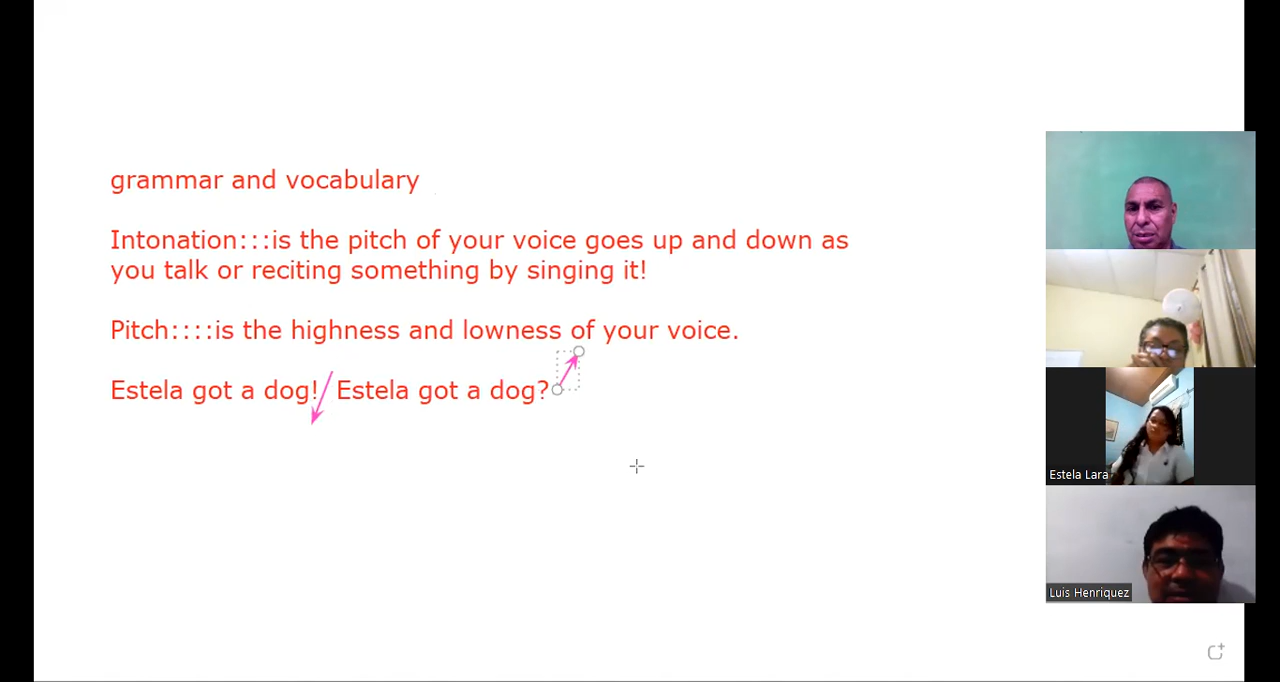 grammar and vocabulary
Intonation:::is the pitch of your voice goes up and down as
you talk or reciting something by singing it!
Pitch::::is the highness and lowness of your voice.
Estela got a dog! Estela got a dog?
Estela Lara
Luis Henriquez